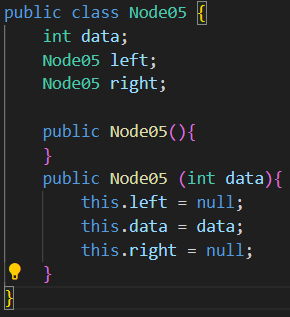 public class Node05 {
    int data;
    Node05 left;
    Node05 right;

    public Node05(){
    }
    public Node05 (int data){
        this.left = null;
        this.data = data;
        this.right = null;
    }
}